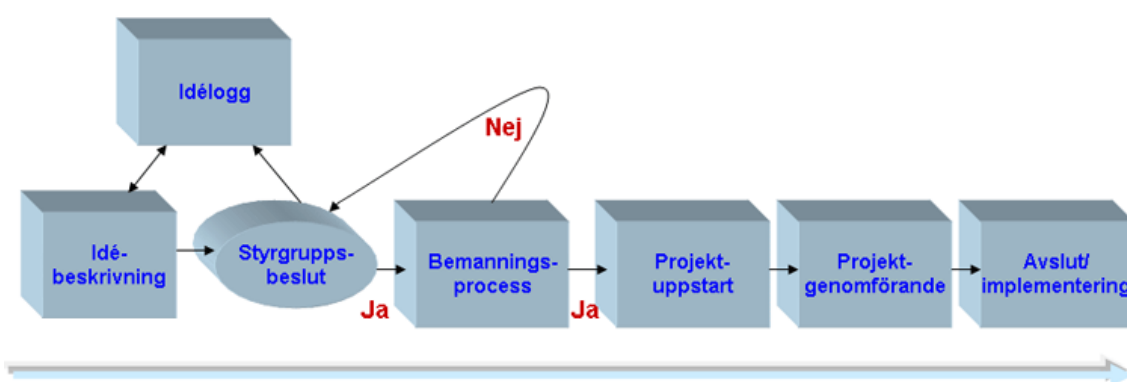 Idélogg
Nej
Idé-
beskrivning
Styrgrupps-
beslut
Ja
Bemannings-
process
Ja
Projekt-
uppstart
Projekt-
genomförande
Avslut/
implementering